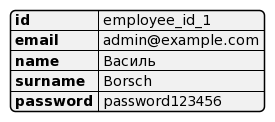 id employee_id_1
email admin@example.com
name Василь
surname Borsch
password password123456